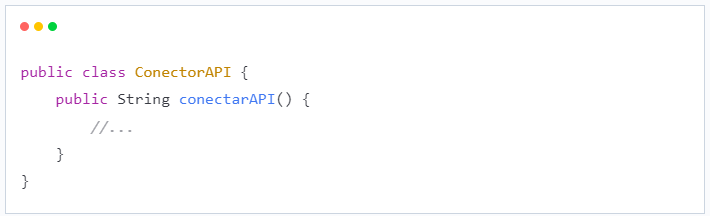 public class ConectorAPI {
    public String conectarAPI() {
        //...
    }
}